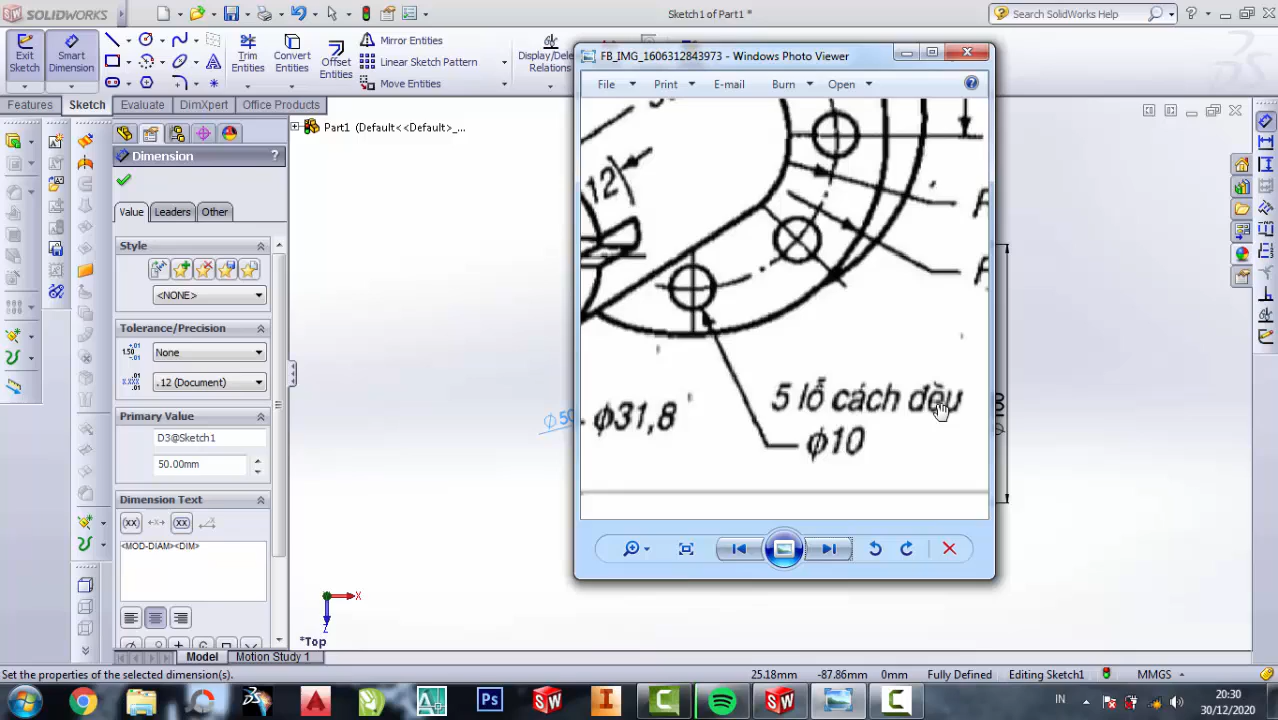 SOLIDWORKS
Sketch1 of Part1 *
Search SolidWorks Help
Exit Sketch
Smart Dimension
Trim Entities
Convert Entities
Offset Entities
Mirror Entities
Linear Sketch Pattern
Move Entities
Display/Del
Relations
Features
Sketch
Evaluate
DimXpert
Office Products
Part1 (Default<<Default>_...
Dimension
?
Value
Leaders
Other
Style
<NONE>
Tolerance/Precision
None
.12 (Document)
Primary Value
D3@Sketch1
50.00mm
Dimension Text
(xx)
(xx)
<MOD-DIAM><DIM>
FB_IMG_1606312843973 - Windows Photo Viewer
File
Print
E-mail
Burn
Open
12
5 lỗ cách đều
ϕ31,8
ϕ10
*Top
X
Z
Model
Motion Study 1
Set the properties of the selected dimension(s).
25.18mm
-87.86mm
0mm
Fully Defined
Editing Sketch1
MMGS
Ps
SW
IN
20:30
30/12/2020